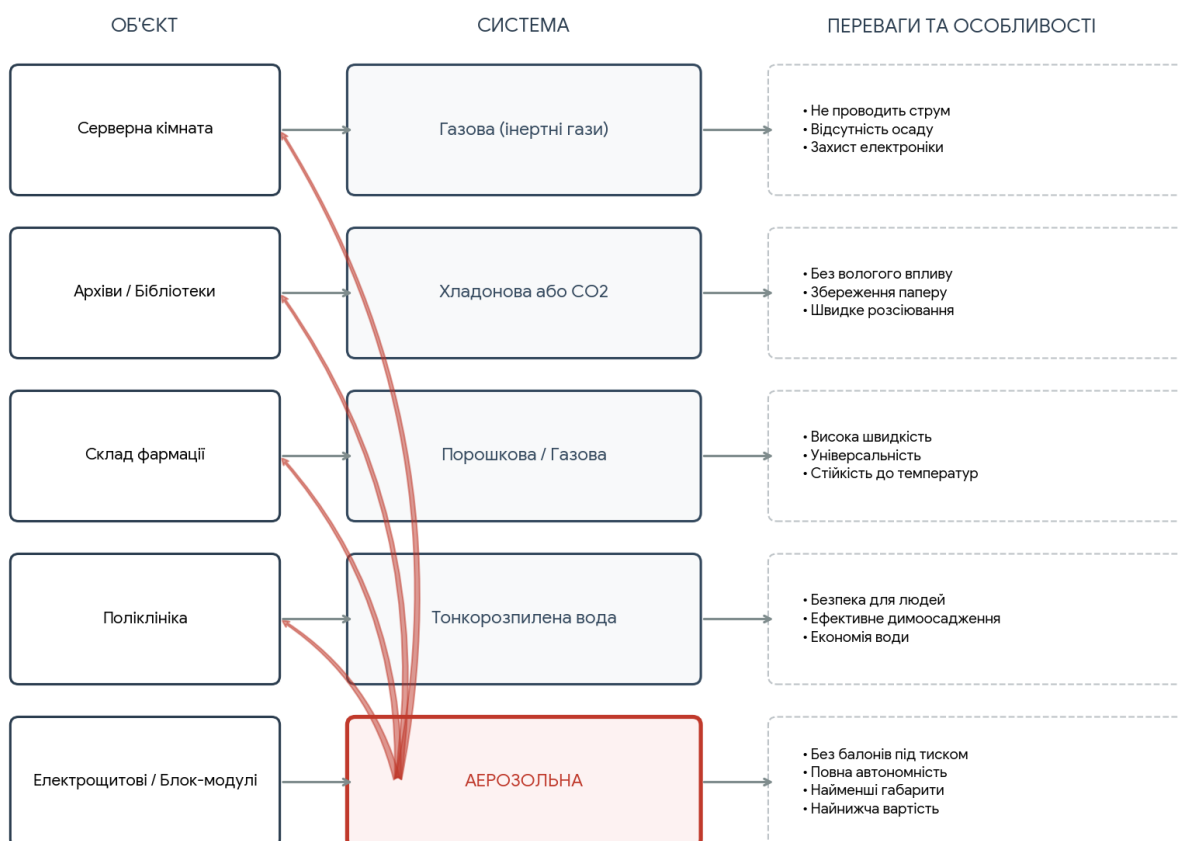 ОБ'ЄКТ
СИСТЕМА
ПЕРЕВАГИ ТА ОСОБЛИВОСТІ
Серверна кімната
Газова (інертні гази)
• Не проводить струм
• Відсутність осаду
• Захист електроніки
Архіви / Бібліотеки
Хладонова або CO2
• Без вологого впливу
• Збереження паперу
• Швидке розсіювання
Склад фармації
Порошкова / Газова
• Висока швидкість
• Універсальність
• Стійкість до температур
Поліклініка
Тонкорозпилена вода
• Безпека для людей
• Ефективне димоосадження
• Економія води
Електрощитові / Блок-модулі
АЕРОЗОЛЬНА
• Без балонів під тиском
• Повна автономність
• Найменші габарити
• Найнижча вартість